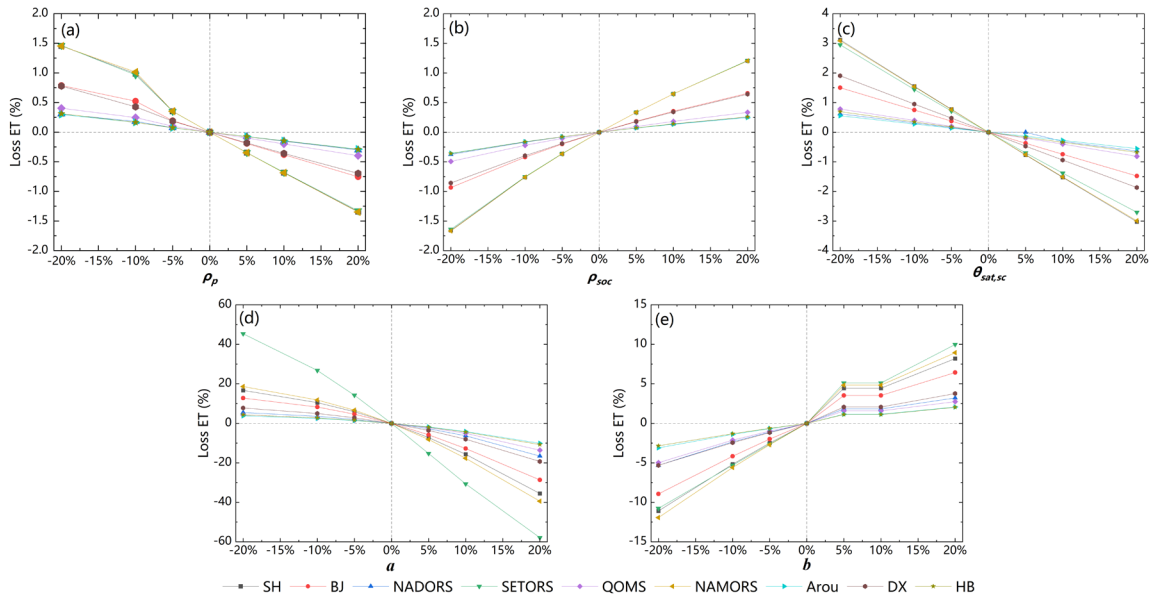 (a)
2.0
1.5
1.0
0.5
0.0
-0.5
-1.0
-1.5
-2.0
Loss ET (%)
-20% -15% -10% -5% 0% 5% 10% 15% 20%
ρp
(b)
2.0
1.5
1.0
0.5
0.0
-0.5
-1.0
-1.5
2.0
Loss ET (%)
-20% -15% -10% -5% 0% 5% 10% 15% 20%
ρsoc
(c)
4
3
2
1
0
-1
-2
-3
-4
Loss ET (%)
-20% -15% -10% -5% 0% 5% 10% 15% 20%
θsat,sc
(d)
60
40
20
0
-20
-40
-60
Loss ET (%)
-20% -15% -10% -5% 0% 5% 10% 15% 20%
a
(e)
15
10
5
0
-5
-10
-15
Loss ET (%)
-20% -15% -10% -5% 0% 5% 10% 15% 20%
b
SH BJ NADORS SETORS QOMS NAMORS Arou DX HB